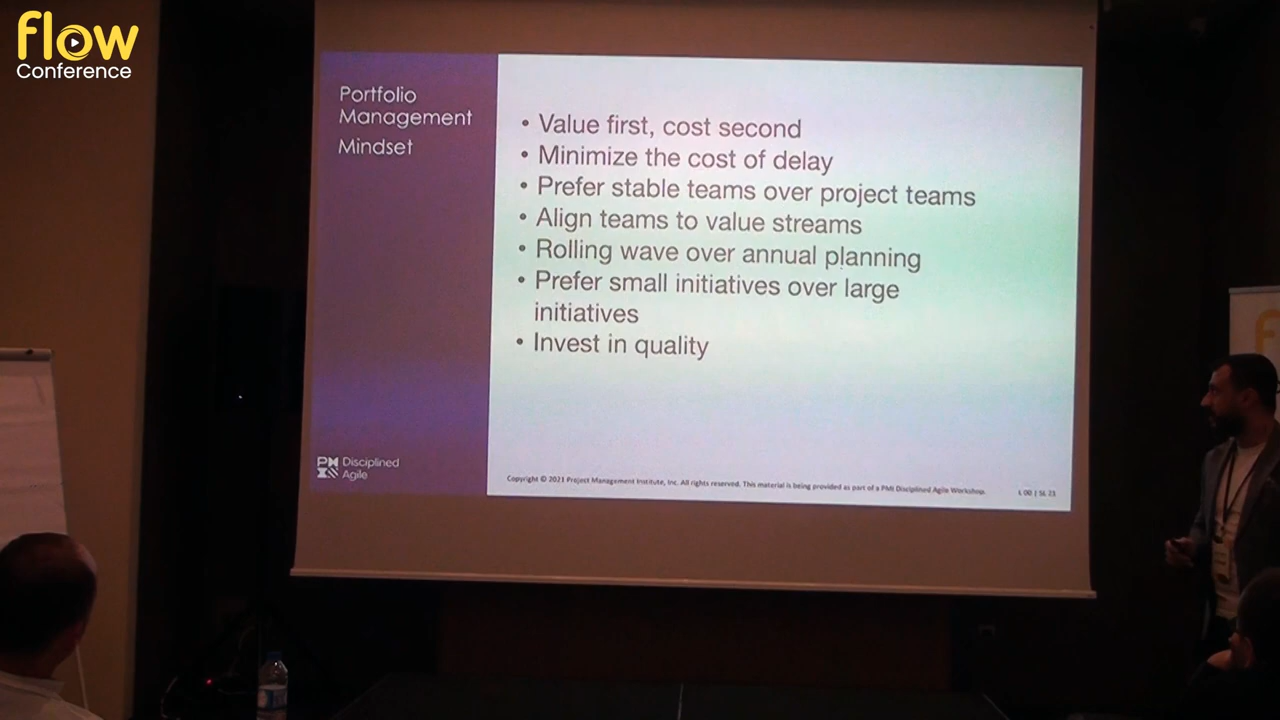 flow
Conference
Portfolio
Management
Mindset
• Value first, cost second
• Minimize the cost of delay
• Prefer stable teams over project teams
• Align teams to value streams
• Rolling wave over annual planning
• Prefer small initiatives over large
initiatives
• Invest in quality
Disciplined
Agile
Copyright © 2021 Project Management Institute, Inc. All rights reserved. This material is being provided as part of a PMI Disciplined Agile Workshop.